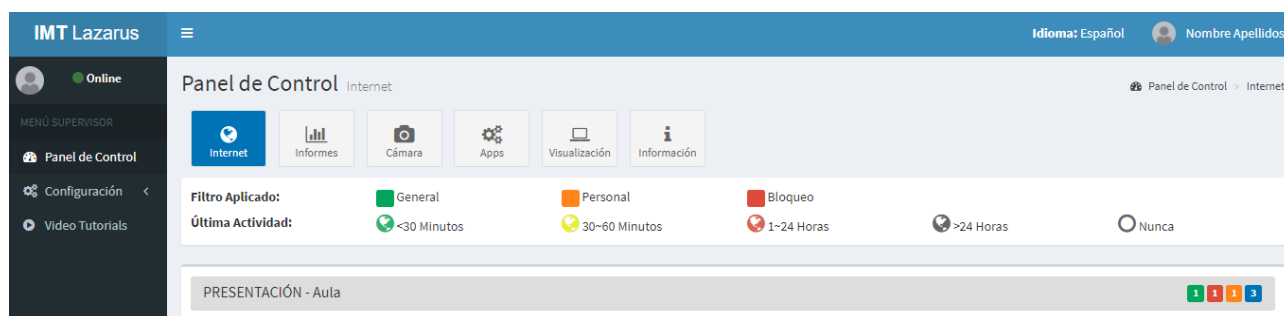 IMT Lazarus
Idioma: Español
Nombre Apellidos
Online
MENÚ SUPERVISOR
Panel de Control
Configuración <
Video Tutorials
Panel de Control Internet
Panel de Control > Internet
Internet
Informes
Cámara
Apps
Visualización
Información
Filtro Aplicado: General Personal Bloqueo
Última Actividad: <30 Minutos 30~60 Minutos 1~24 Horas >24 Horas Nunca
PRESENTACIÓN - Aula
1 1 1 3